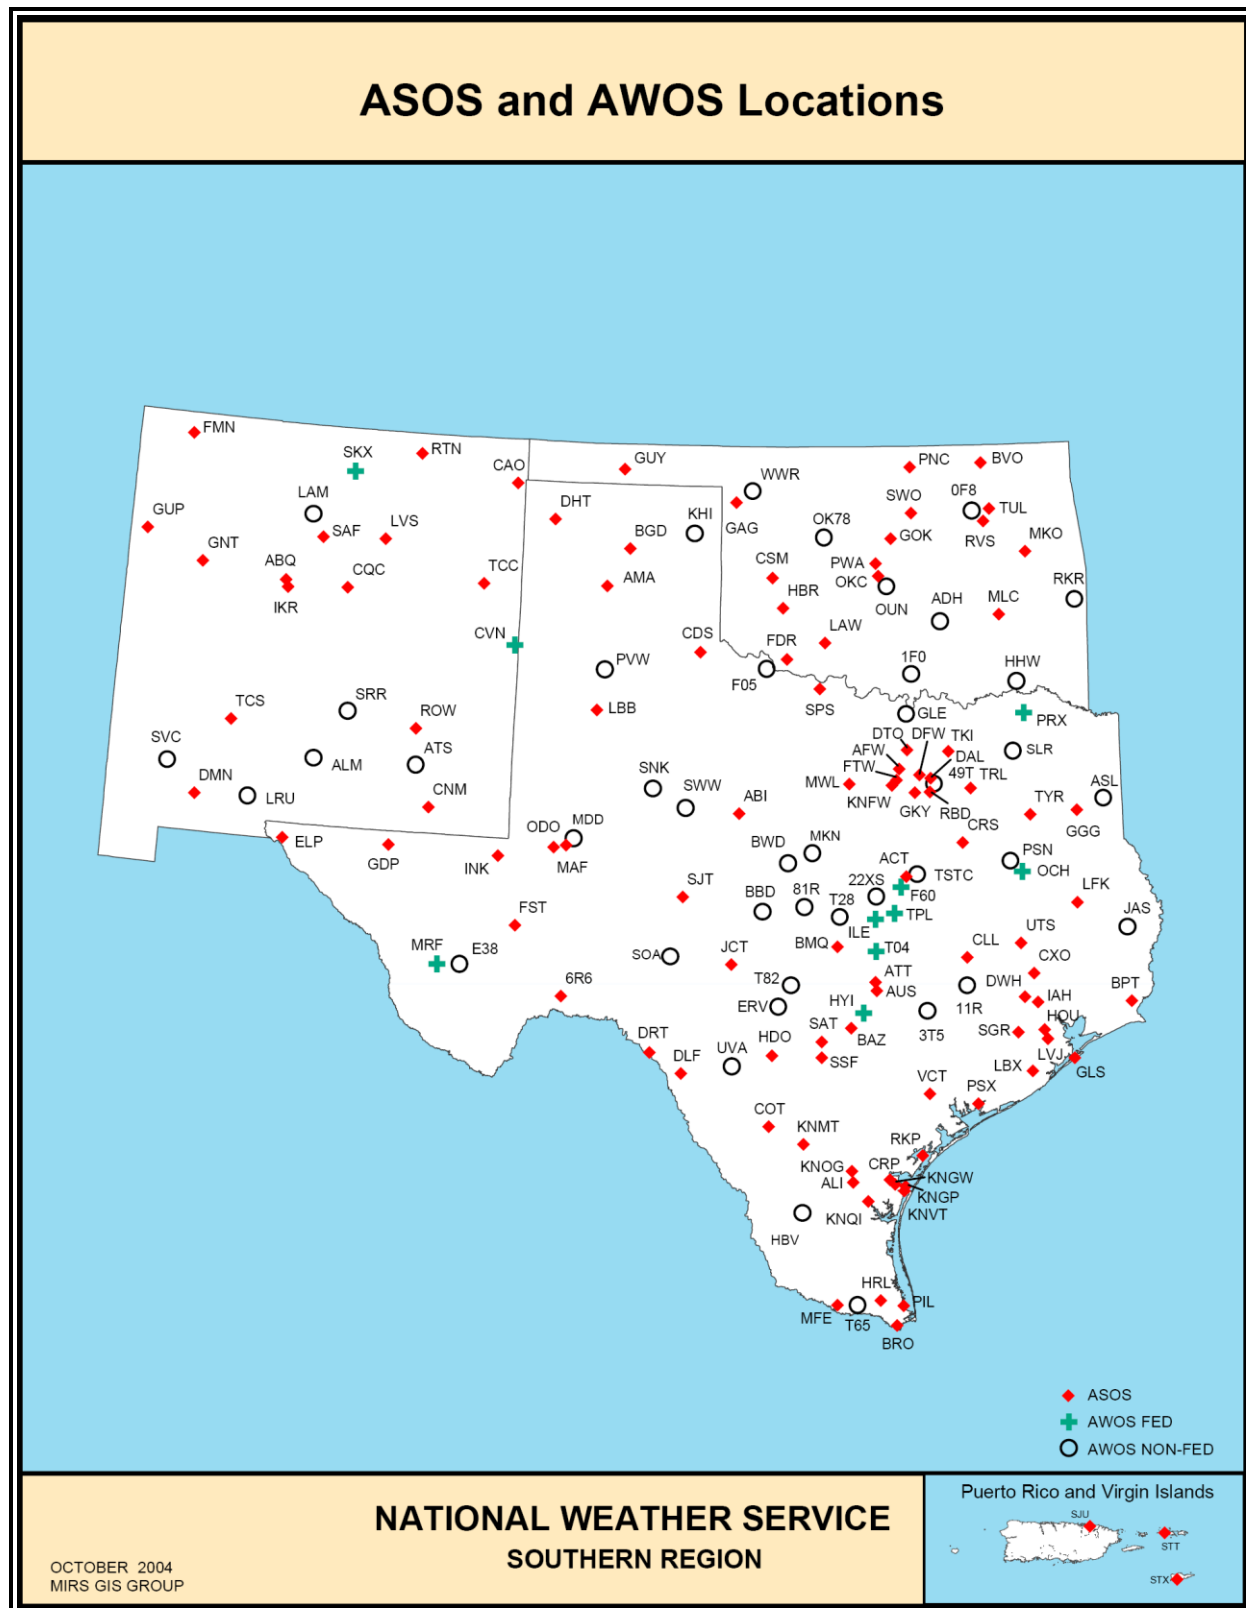 ASOS and AWOS Locations
FMN
SKX
RTN
CAO
GUY
WWR
PNC
BVO
LAM
DHT
KHI
GAG
OK78
SWO
0F8
TUL
GUP
SAF
LVS
BGD
GOK
RVS
MKO
GNT
ABQ
CQC
TCC
AMA
CSM
PWA
OKC
RKR
IKR
HBR
OUN
ADH
MLC
CVN
CDS
FDR
LAW
PVW
F05
1F0
HHW
TCS
SRR
ROW
LBB
SPS
GLE
PRX
SVC
ALM
ATS
DTO
DFW
TKI
AFW
DAL
SLR
DMN
LRU
CNM
SNK
SWW
ABI
MWL
FTW
49T
TRL
ASL
KNFW
GKY
RBD
TYR
GGG
ELP
GDP
INK
ODO
MDD
MAF
BWD
MKN
CRS
ACT
TSTC
PSN
OCH
FST
SJT
BBD
81R
T28
22XS
F60
LFK
MRF
E38
ILE
TPL
JAS
SOA
JCT
BMQ
T04
CLL
UTS
CXO
6R6
T82
ATT
AUS
DWH
IAH
BPT
ERV
HYI
11R
HOU
DRT
DLF
UVA
HDO
SAT
BAZ
3T5
SGR
LVJ
SSF
LBX
GLS
VCT
PSX
COT
KNMT
RKP
KNOG
CRP
KNGW
ALI
KNGP
KNQI
KNVT
HBV
HRL
MFE
T65
PIL
BRO
ASOS
AWOS FED
AWOS NON-FED
NATIONAL WEATHER SERVICE
SOUTHERN REGION
OCTOBER 2004
MIRS GIS GROUP
Puerto Rico and Virgin Islands
SJU
STT
STX